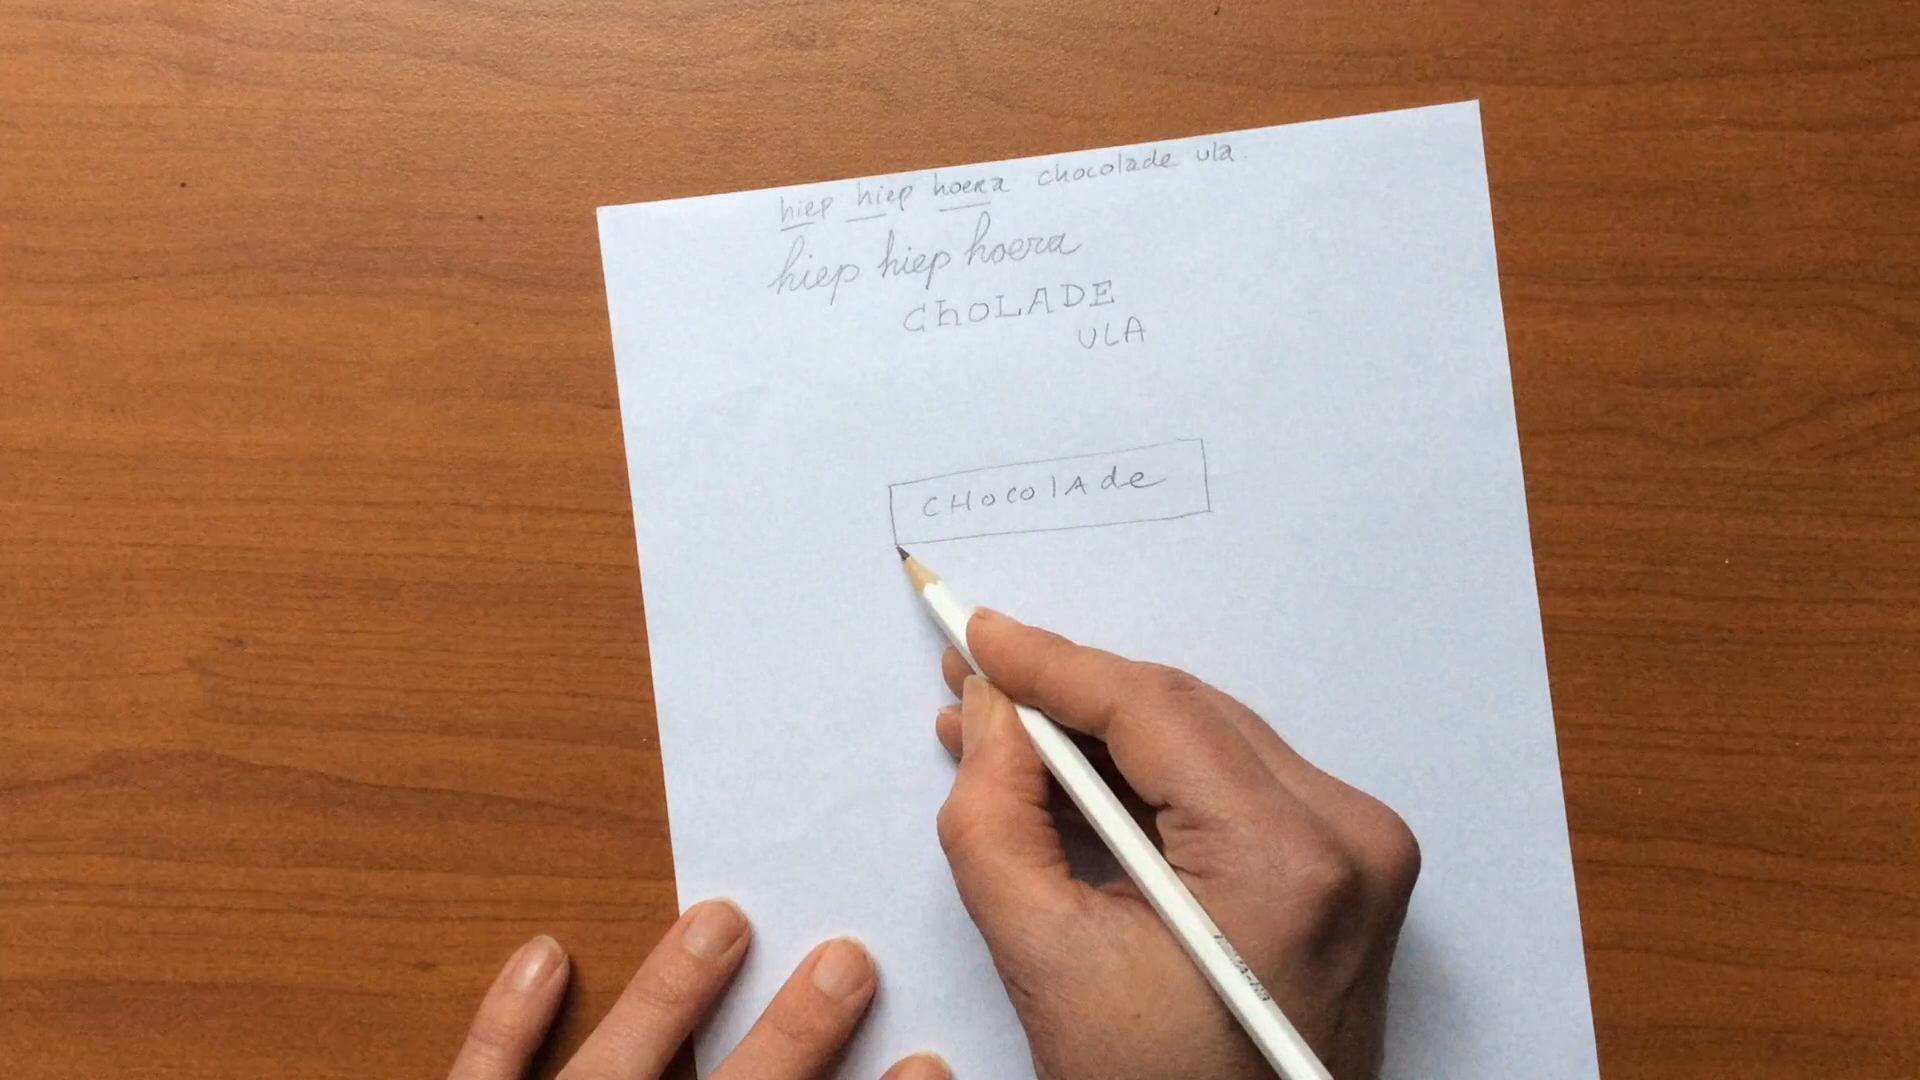 hiep hiep hoera chocolade ula.
hiep hiep hoera
ChOLADE
ULA
CHocolAde